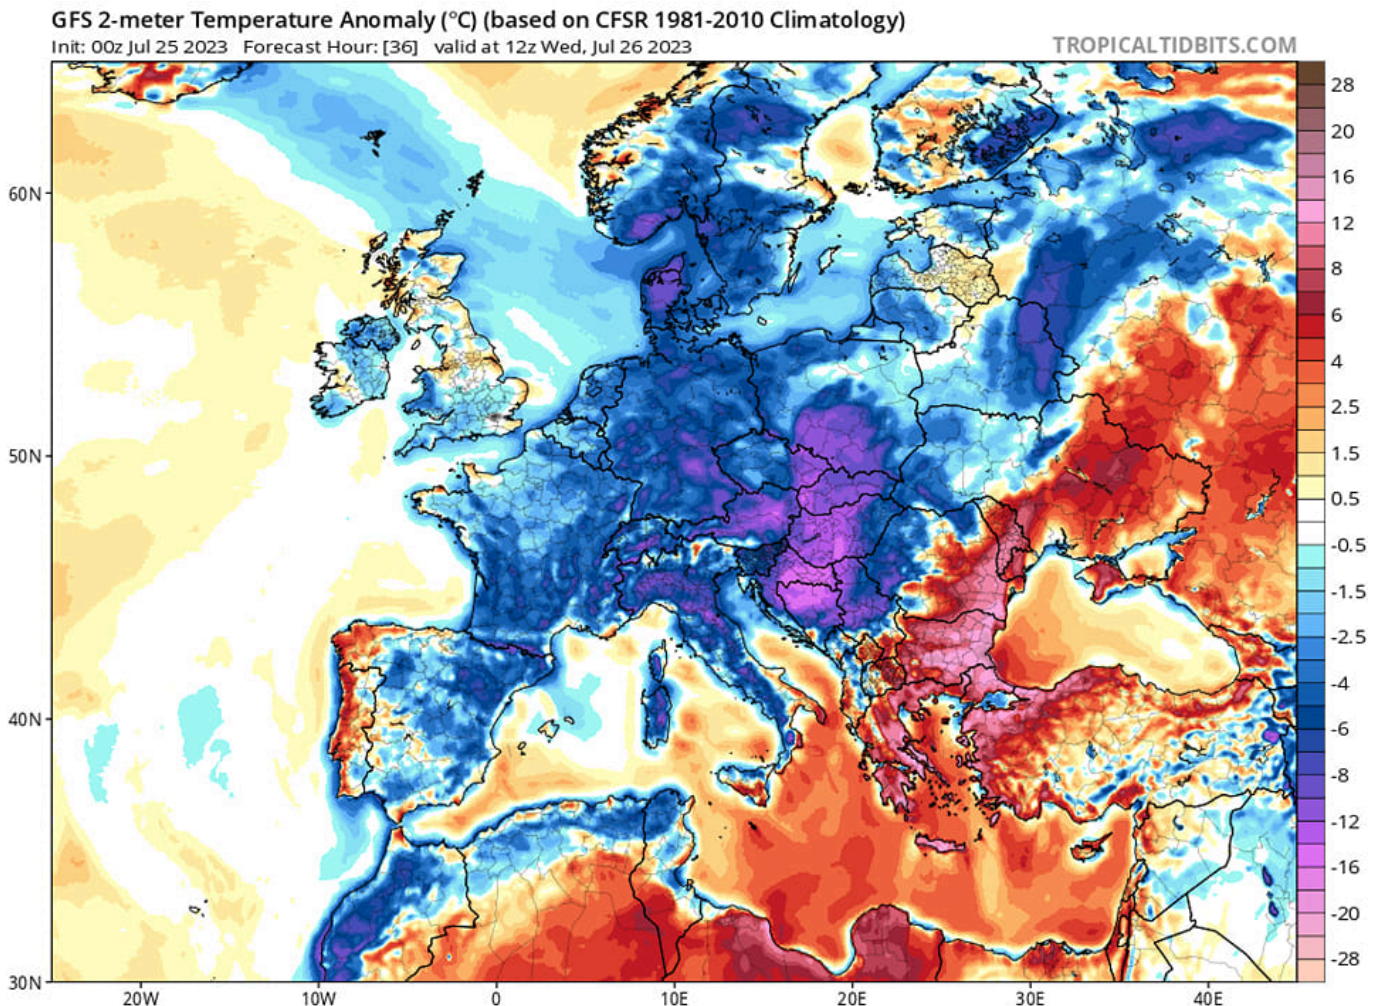 GFS 2-meter Temperature Anomaly (°C) (based on CFSR 1981-2010 Climatology)
Init: 00z Jul 25 2023 Forecast Hour: [36] valid at 12z Wed, Jul 26 2023
TROPICALTIDBITS.COM
28
20
16
12
8
6
4
2.5
1.5
0.5
-0.5
-1.5
-2.5
-4
-6
-8
-12
-16
-20
-28
60N
50N
40N
30N
20W
10W
0
10E
20E
30E
40E